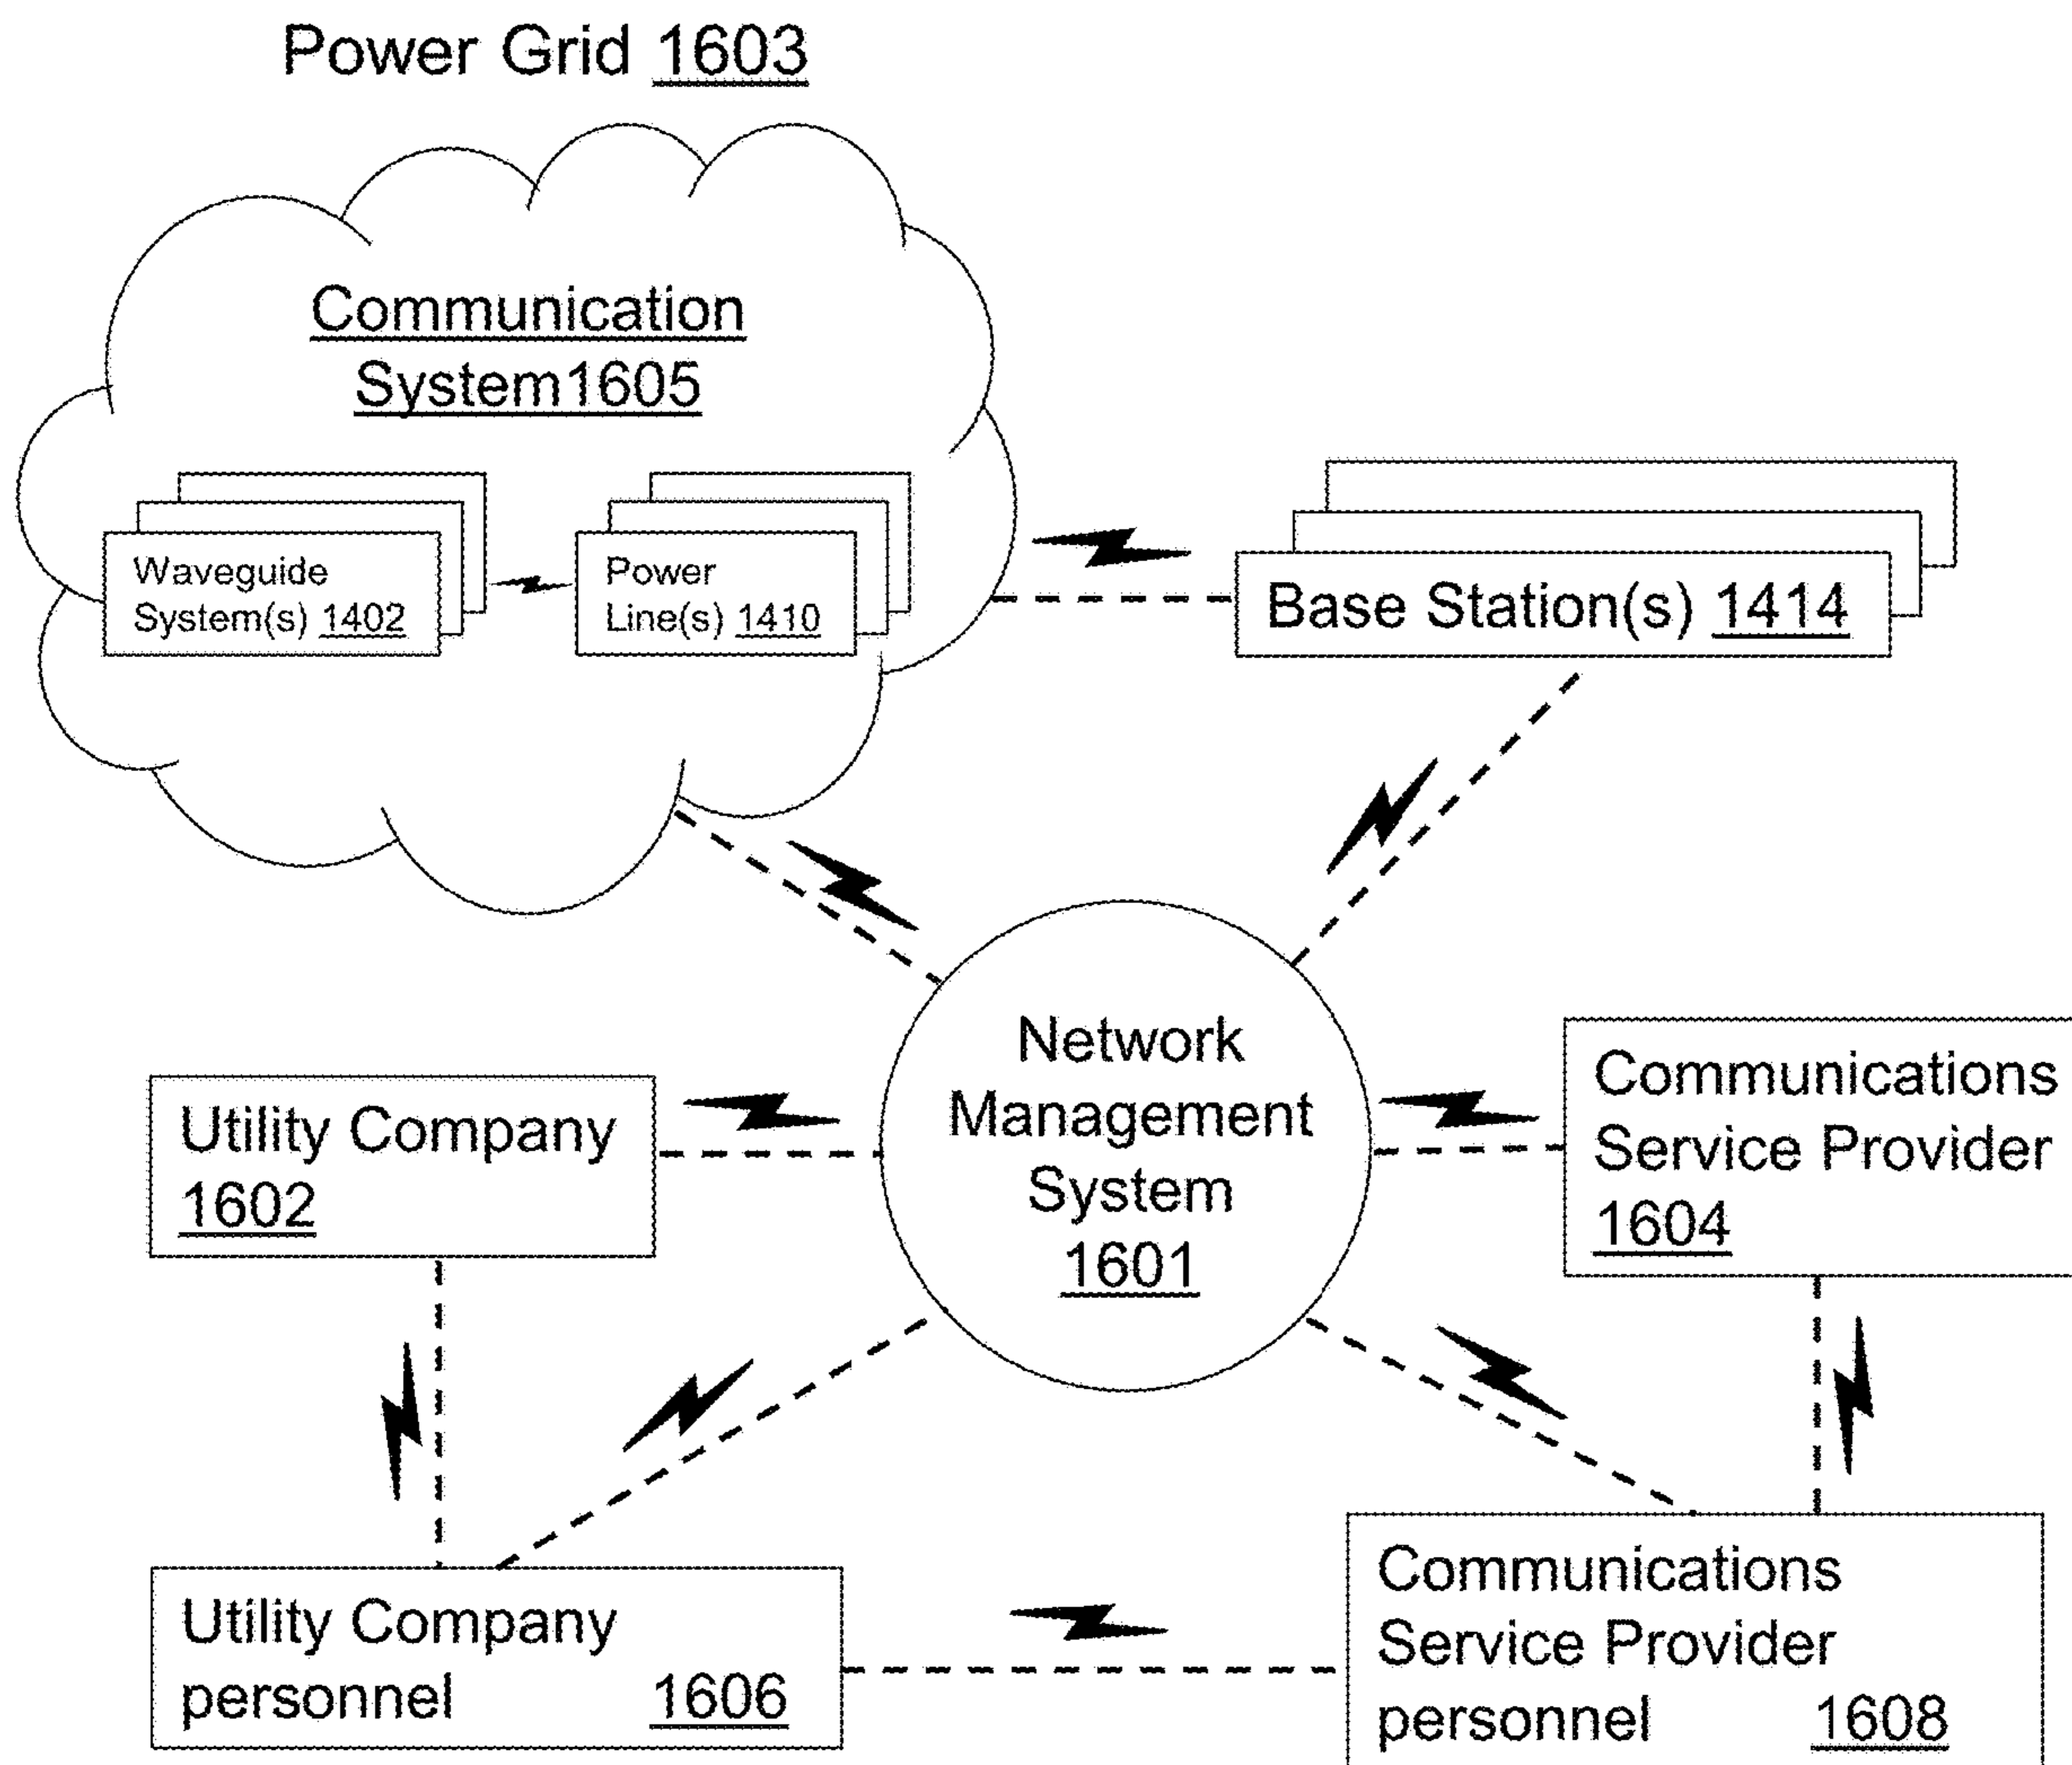 Power Grid 1603
Communication
System1605
Waveguide
System(s) 1402
Power
Line(s) 1410
Base Station(s) 1414
Network
Management
System
1601
Utility Company
1602
Communications
Service Provider
1604
Utility Company
personnel 1606
Communications
Service Provider
personnel 1608